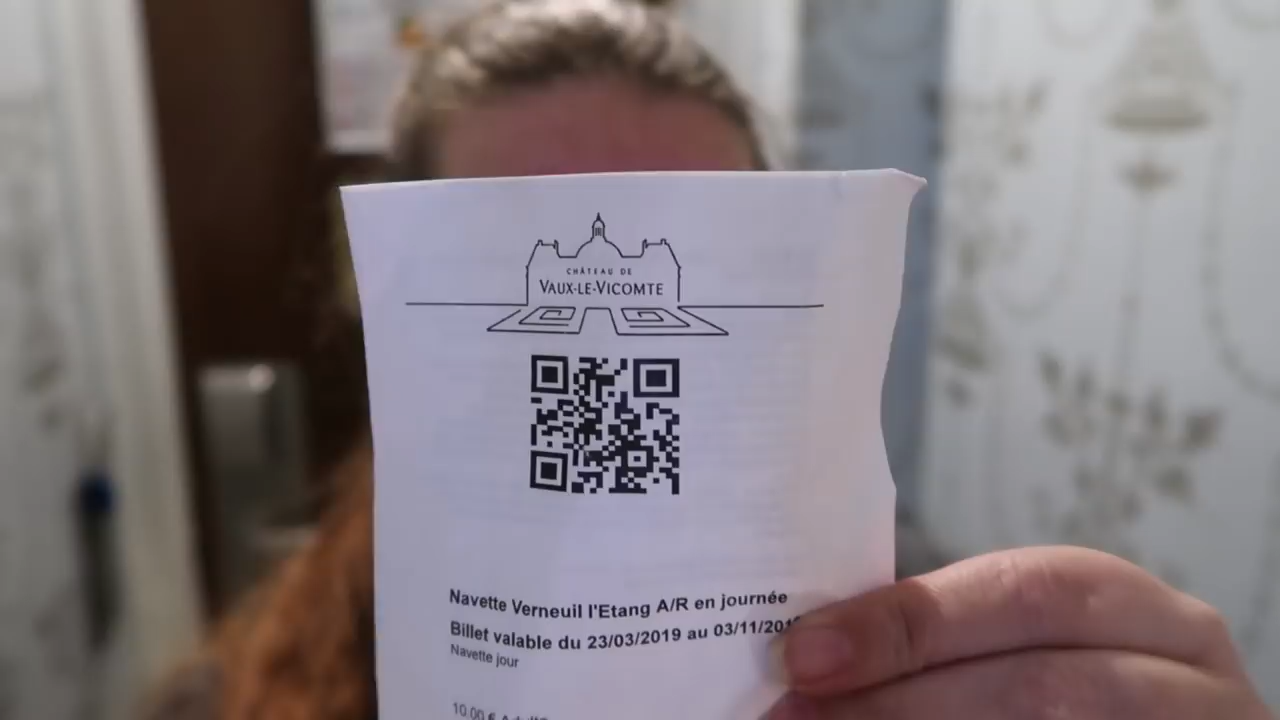 CHÂTEAU DE
VAUX-LE-VICOMTE
Navette Verneuil l'Etang A/R en journée
Billet valable du 23/03/2019 au 03/11/201
Navette jour
10.00 €